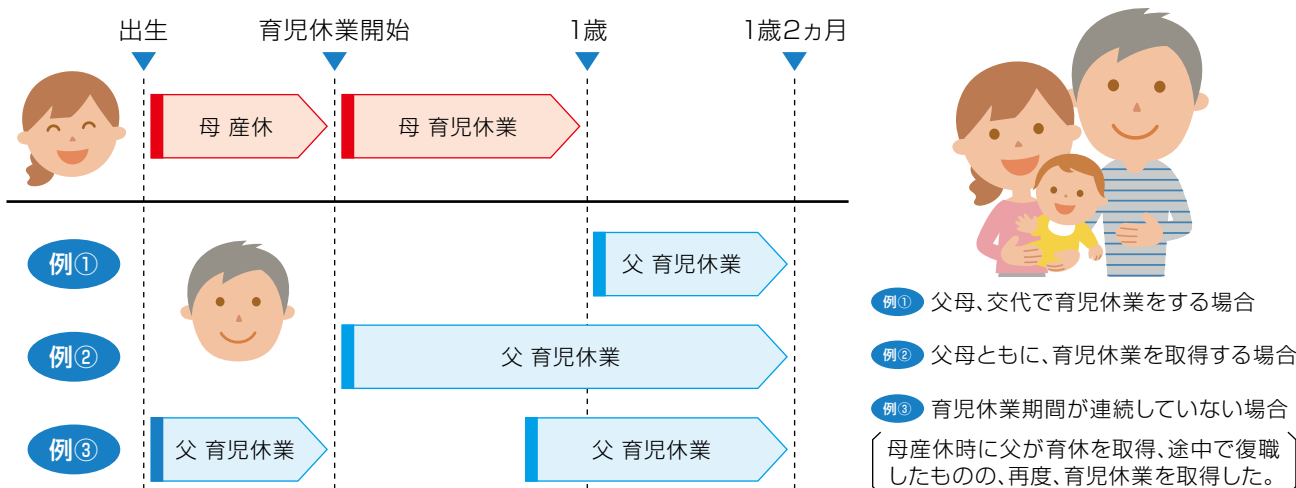 出生
育児休業開始
1歳
1歳2ヵ月
母 産休
母 育児休業
例①
父 育児休業
例②
父 育児休業
例③
父 育児休業
父 育児休業
例① 父母、交代で育児休業をする場合
例② 父母ともに、育児休業を取得する場合
例③ 育児休業期間が連続していない場合
母産休時に父が育休を取得、途中で復職
したものの、再度、育児休業を取得した。